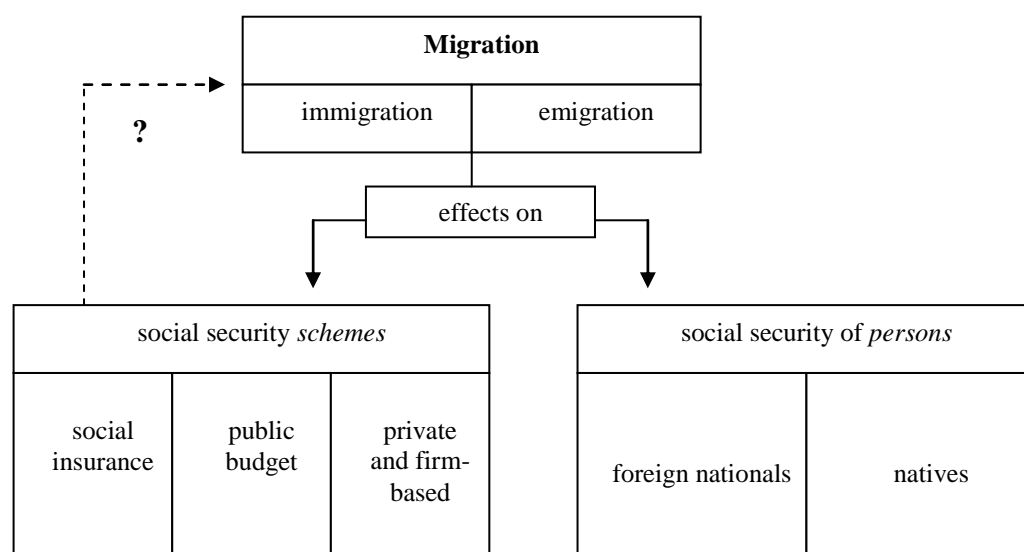 Migration
immigration
emigration
?
effects on
social security schemes
social security of persons
social
insurance
public
budget
private
and firm-
based
foreign nationals
natives